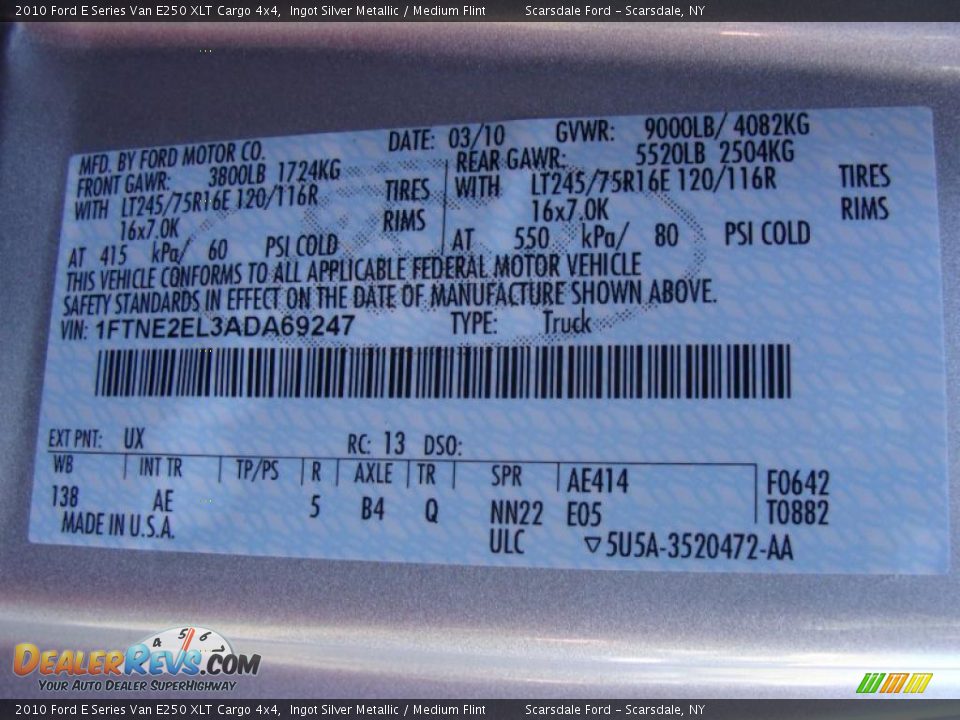 2010 Ford E Series Van E250 XLT Cargo 4x4, Ingot Silver Metallic / Medium Flint Scarsdale Ford - Scarsdale, NY
MFD. BY FORD MOTOR CO. DATE: 03/10 GVWR: 9000LB/ 4082KG
FRONT GAWR: 3800LB 1724KG REAR GAWR: 5520LB 2504KG
WITH LT245/75R16E 120/116R TIRES WITH LT245/75R16E 120/116R TIRES
16x7.0K RIMS 16x7.0K RIMS
AT 415 kPa/ 60 PSI COLD AT 550 kPa/ 80 PSI COLD
THIS VEHICLE CONFORMS TO ALL APPLICABLE FEDERAL MOTOR VEHICLE
SAFETY STANDARDS IN EFFECT ON THE DATE OF MANUFACTURE SHOWN ABOVE.
VIN: 1FTNE2EL3ADA69247 TYPE: Truck
EXT PNT: UX RC: 13 DSO:
WB INT TR TP/PS R AXLE TR SPR AE414 F0642
138 AE 5 B4 Q NN22 E05 T0882
MADE IN U.S.A. ULC ▽5U5A-3520472-AA
4 5 6 7
DEALERREVS.COM
YOUR AUTO DEALER SUPERHIGHWAY
2010 Ford E Series Van E250 XLT Cargo 4x4, Ingot Silver Metallic / Medium Flint Scarsdale Ford - Scarsdale, NY